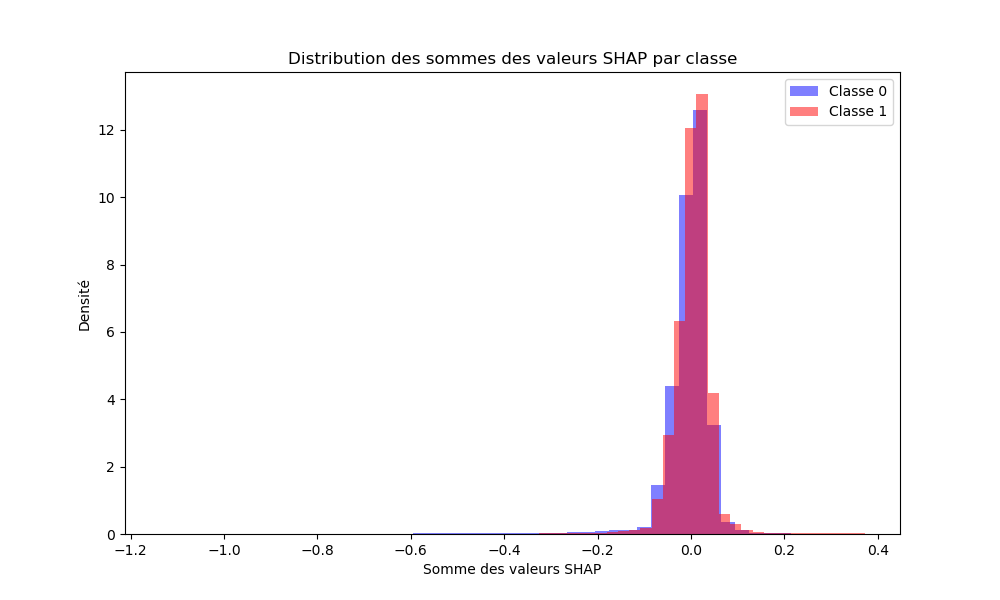 Distribution des sommes des valeurs SHAP par classe
Classe 0
Classe 1
Densité
12
10
8
6
4
2
0
−1.2 −1.0 −0.8 −0.6 −0.4 −0.2 0.0 0.2 0.4
Somme des valeurs SHAP